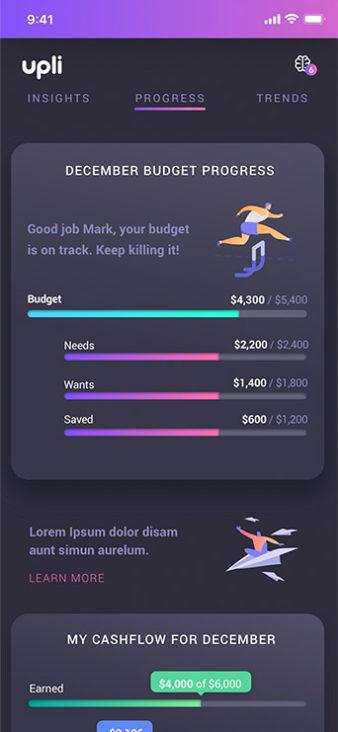 9:41
upli
6
INSIGHTS PROGRESS TRENDS
DECEMBER BUDGET PROGRESS
Good job Mark, your budget
is on track. Keep killing it!
Budget $4,300 / $5,400
Needs $2,200 / $2,400
Wants $1,400 / $1,800
Saved $600 / $1,200
Lorem Ipsum dolor disam
aunt simun aurelum.
LEARN MORE
MY CASHFLOW FOR DECEMBER
$4,000 of $6,000
Earned